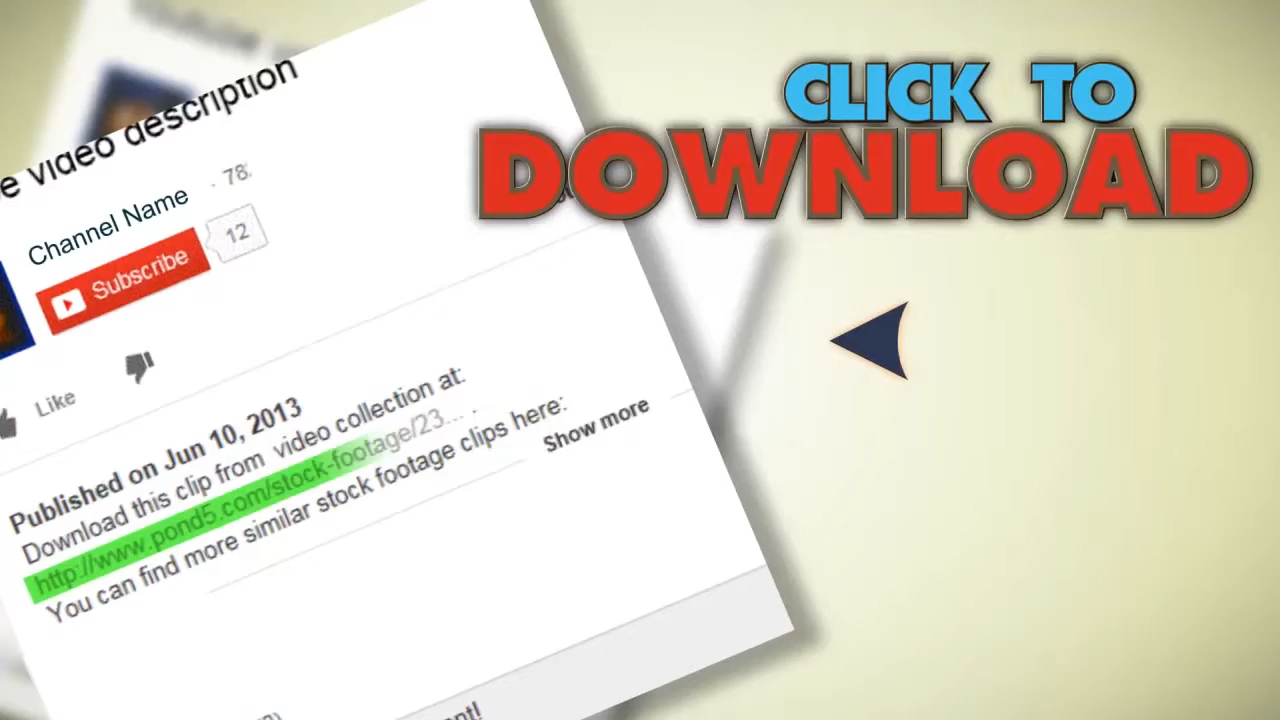 CLICK TO
DOWNLOAD
e video description
Channel Name
78
Subscribe
12
Like
Published on Jun 10, 2013
Download this clip from video collection at:
http://www.pond5.com/stock-footage/23...
You can find more similar stock footage clips here:
Show more